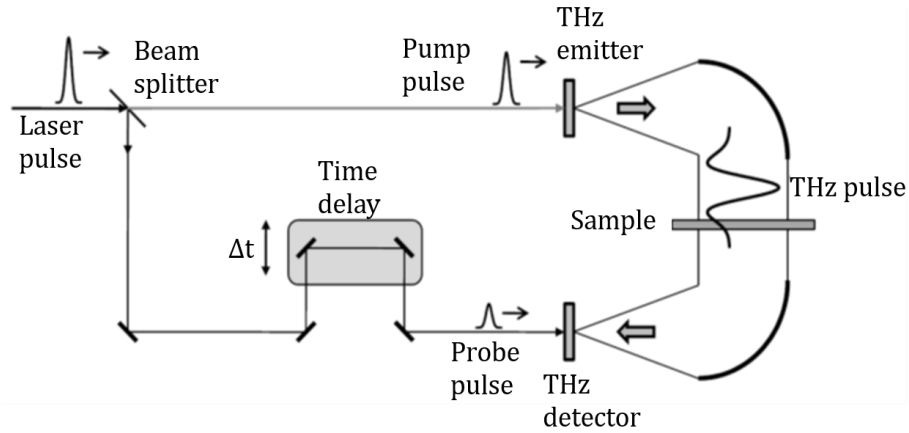 THz
emitter
Beam
splitter
Pump
pulse
Laser
pulse
Time
delay
THz pulse
Sample
Δt
Probe
pulse
THz
detector